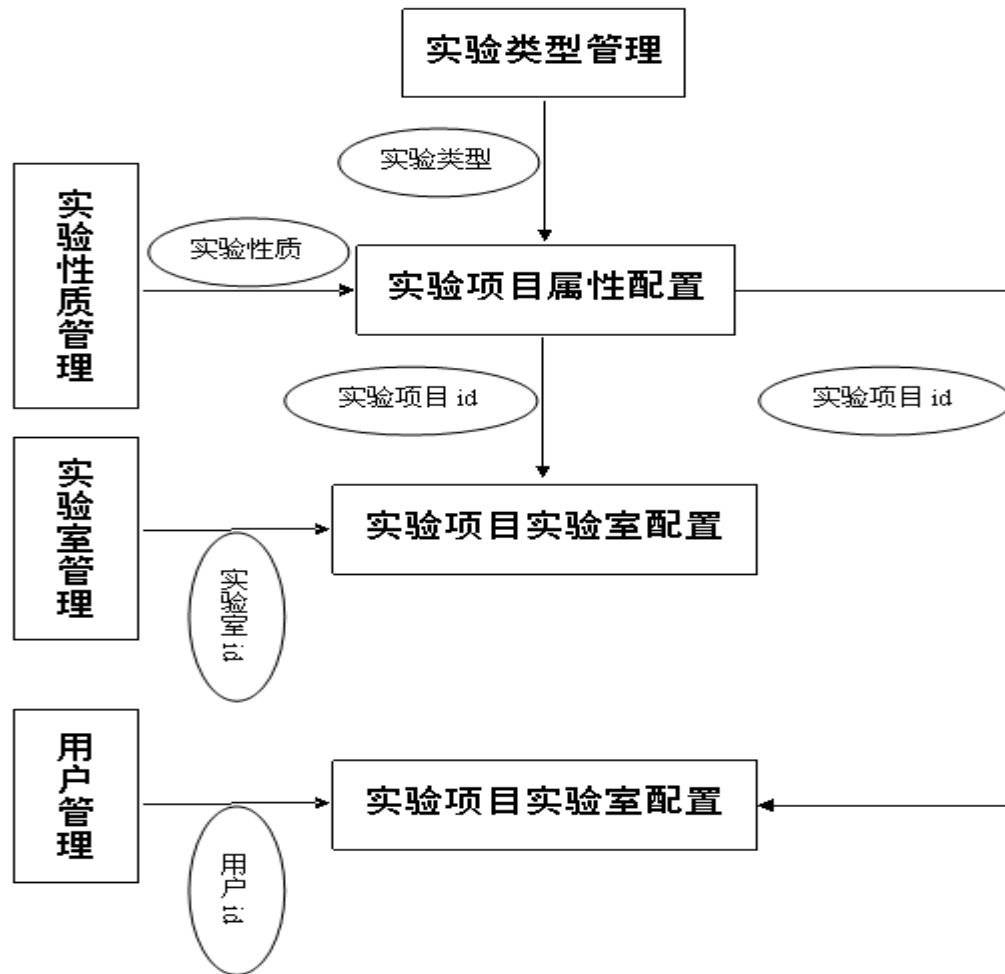 实验类型管理
实验类型
实验性质管理
实验性质
实验项目属性配置
实验项目 id
实验项目 id
实验室管理
实验项目实验室配置
实验室 id
用户管理
实验项目实验室配置
用户 id